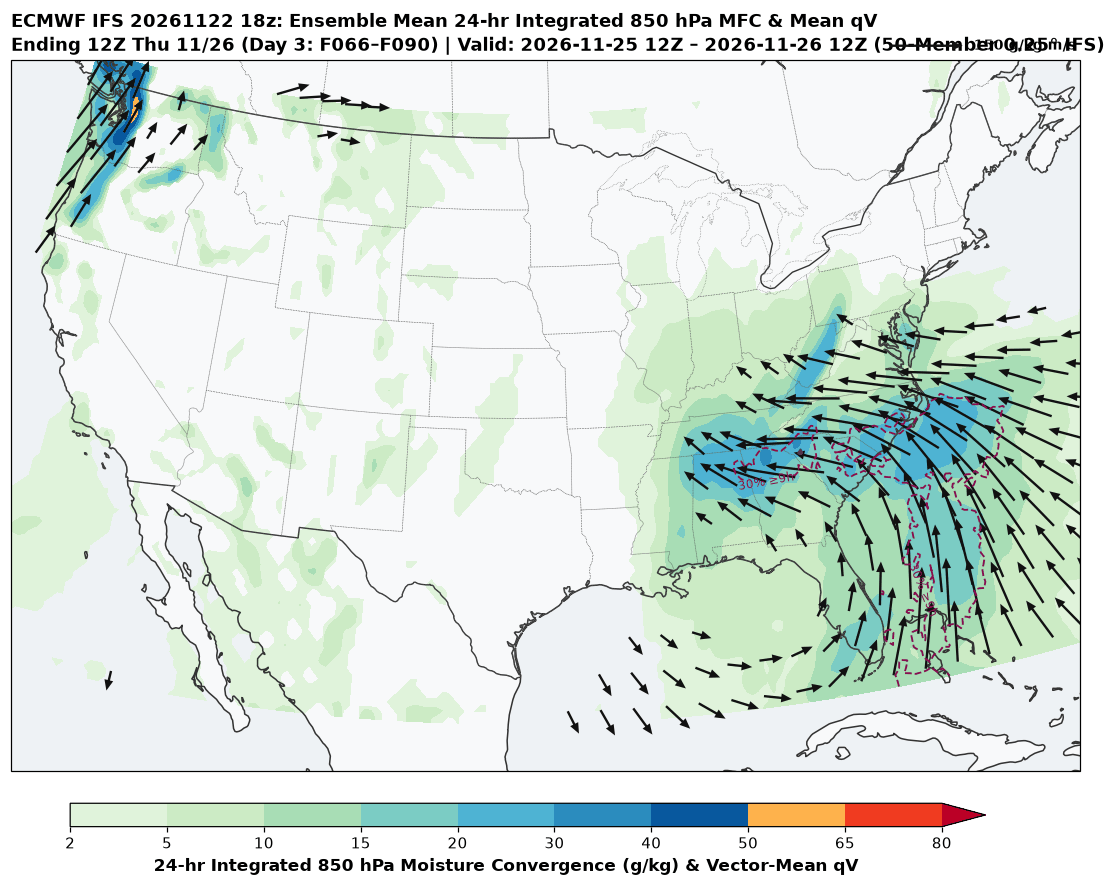 ECMWF IFS 20261122 18z: Ensemble Mean 24-hr Integrated 850 hPa MFC & Mean qV
Ending 12Z Thu 11/26 (Day 3: F066–F090) | Valid: 2026-11-25 12Z – 2026-11-26 12Z (50-Member 0.25° IFS)
30% ≥9h
2 5 10 15 20 30 40 50 65 80
24-hr Integrated 850 hPa Moisture Convergence (g/kg) & Vector-Mean qV